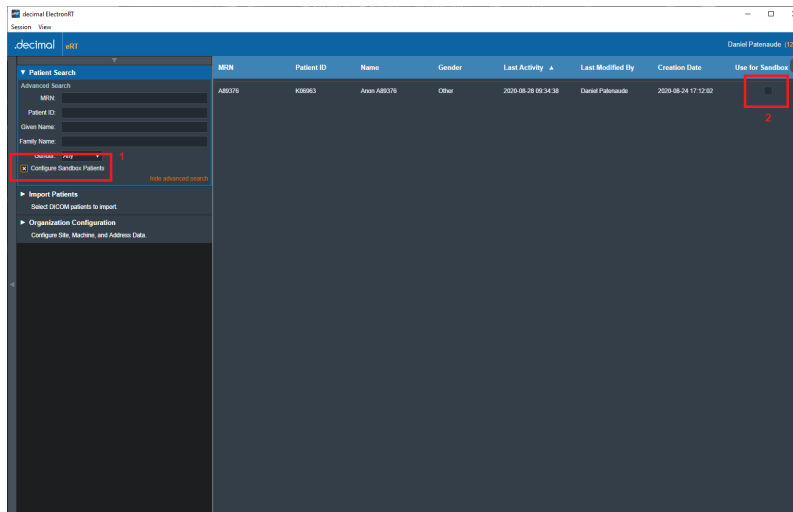 decimal ElectronRT
Session View
.decimal eRT
Daniel Patenaude (12
Patient Search
Advanced Search
MRN:
Patient ID:
Given Name:
Family Name:
Gender: Any
1
Configure Sandbox Patients
hide advanced search
Import Patients
Select DICOM patients to import.
Organization Configuration
Configure Site, Machine, and Address Data.
MRN Patient ID Name Gender Last Activity Last Modified By Creation Date Use for Sandbox
A89376 K06963 Anon A89376 Other 2020-08-28 09:34:38 Daniel Patenaude 2020-08-24 17:12:02
2